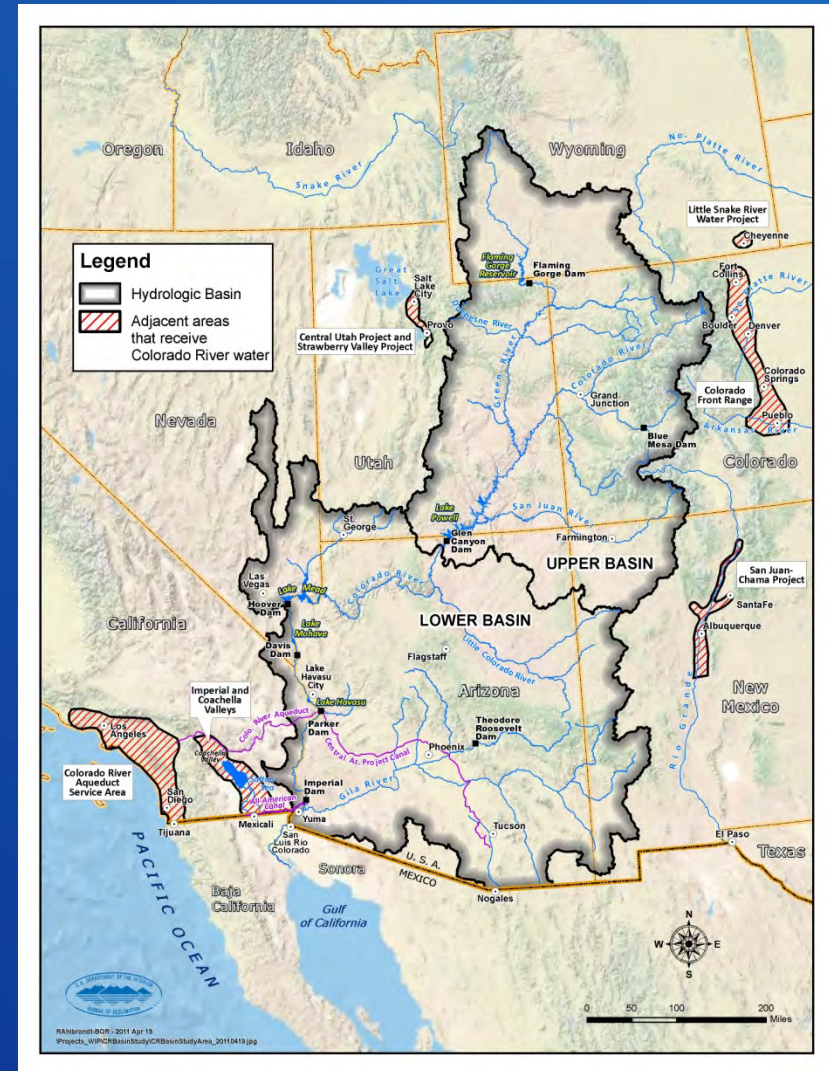 Oregon
Idaho
Wyoming
No. Platte River
Snake River
Little Snake River
Water Project
Cheyenne
Legend
Hydrologic Basin
Adjacent areas
that receive
Colorado River water
Great
Salt
Lake
Salt
Lake
City
Provo
Central Utah Project and
Strawberry Valley Project
Flaming
Gorge
Reservoir
Flaming
Gorge Dam
Duchesne River
Green River
Colorado River
Grand
Junction
Blue
Mesa Dam
Fort
Collins
So. Platte River
Boulder
Denver
Colorado
Springs
Colorado
Front Range
Pueblo
Arkansas River
Colorado
Nevada
Utah
St.
George
Lake
Powell
San Juan River
Glen
Canyon
Dam
Farmington
UPPER BASIN
San Juan-
Chama Project
SantaFe
Albuquerque
Las
Vegas
Lake Mead
Colorado River
Hoover
Dam
LOWER BASIN
California
Lake
Mohave
Davis
Dam
Flagstaff
Little Colorado River
Lake
Havasu
City
Lake Havasu
Arizona
New
Mexico
Rio Grande
Imperial and
Coachella
Valleys
Colo. River Aqueduct
Parker
Dam
Central Ar. Project Canal
Theodore
Roosevelt
Dam
Phoenix
Los
Angeles
Coachella
Valley
Salton
Sea
Colorado River
Aqueduct
Service Area
San
Diego
All-American
Canal
Imperial
Dam
Gila River
Tijuana
Mexicali
Yuma
San
Luis Rio
Colorado
Tucson
El Paso
Texas
U. S. A.
MEXICO
Sonora
Nogales
PACIFIC OCEAN
Baja
California
Gulf
of California
N
W
E
S
U.S. DEPARTMENT OF THE INTERIOR
BUREAU OF RECLAMATION
0 50 100 200
Miles
RAhlbrandt-BOR - 2011 Apr 19
\Projects_WIP\CRBasinStudy\CRBasinStudyArea_20110419.jpg